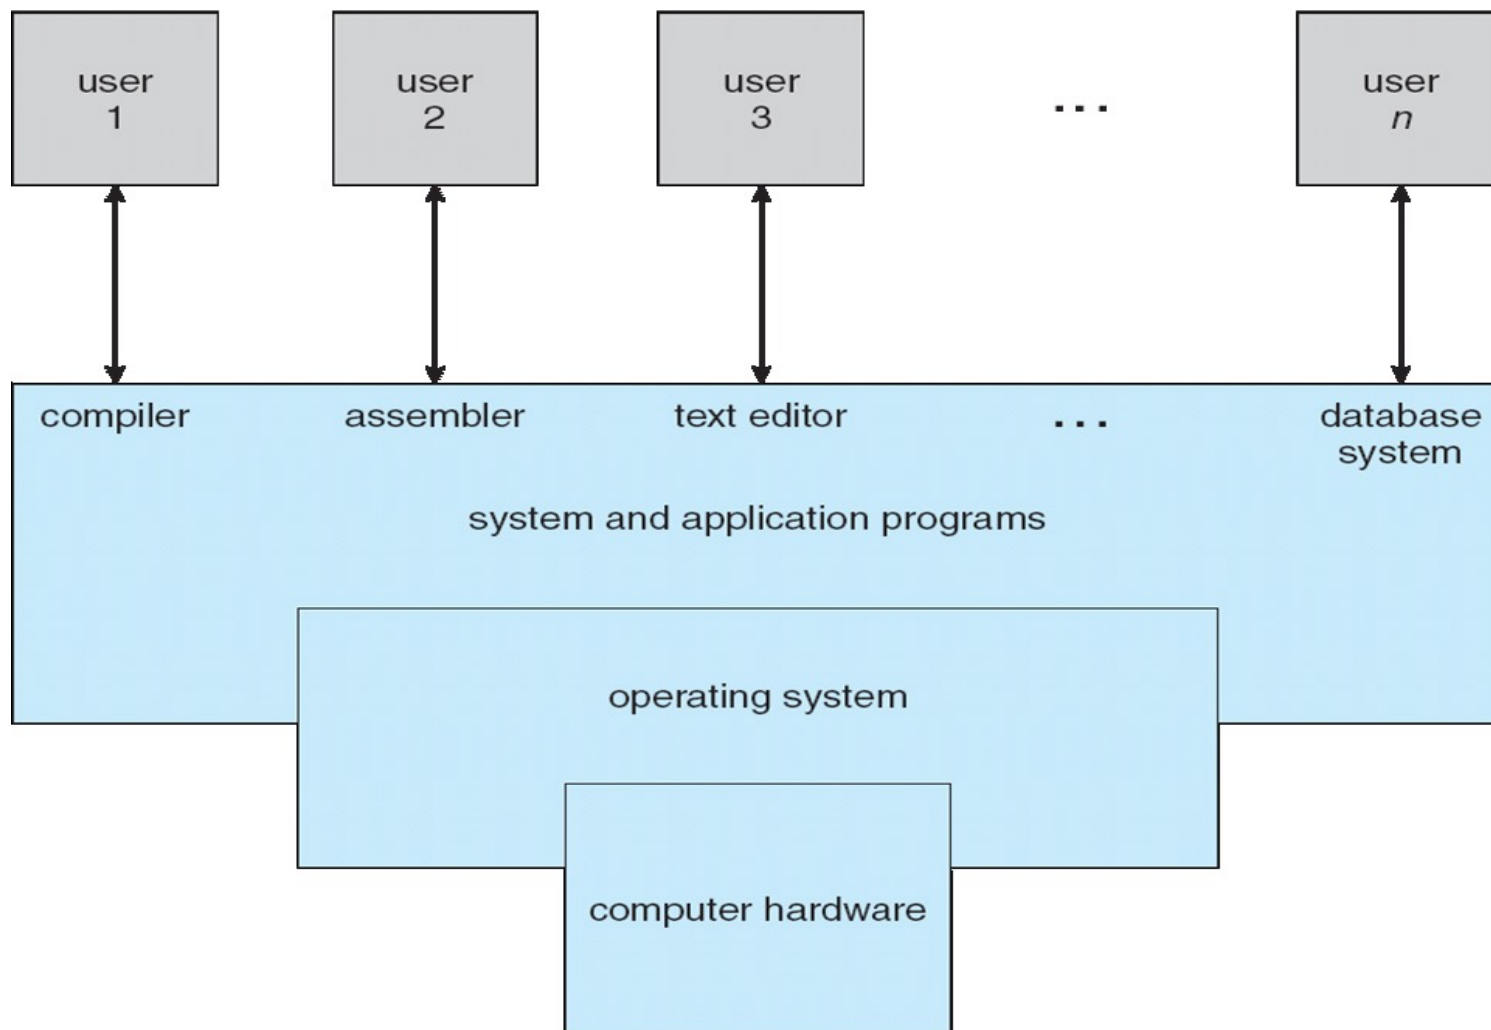 user
1
user
2
user
3
...
user
n
compiler
assembler
text editor
...
database
system
system and application programs
operating system
computer hardware